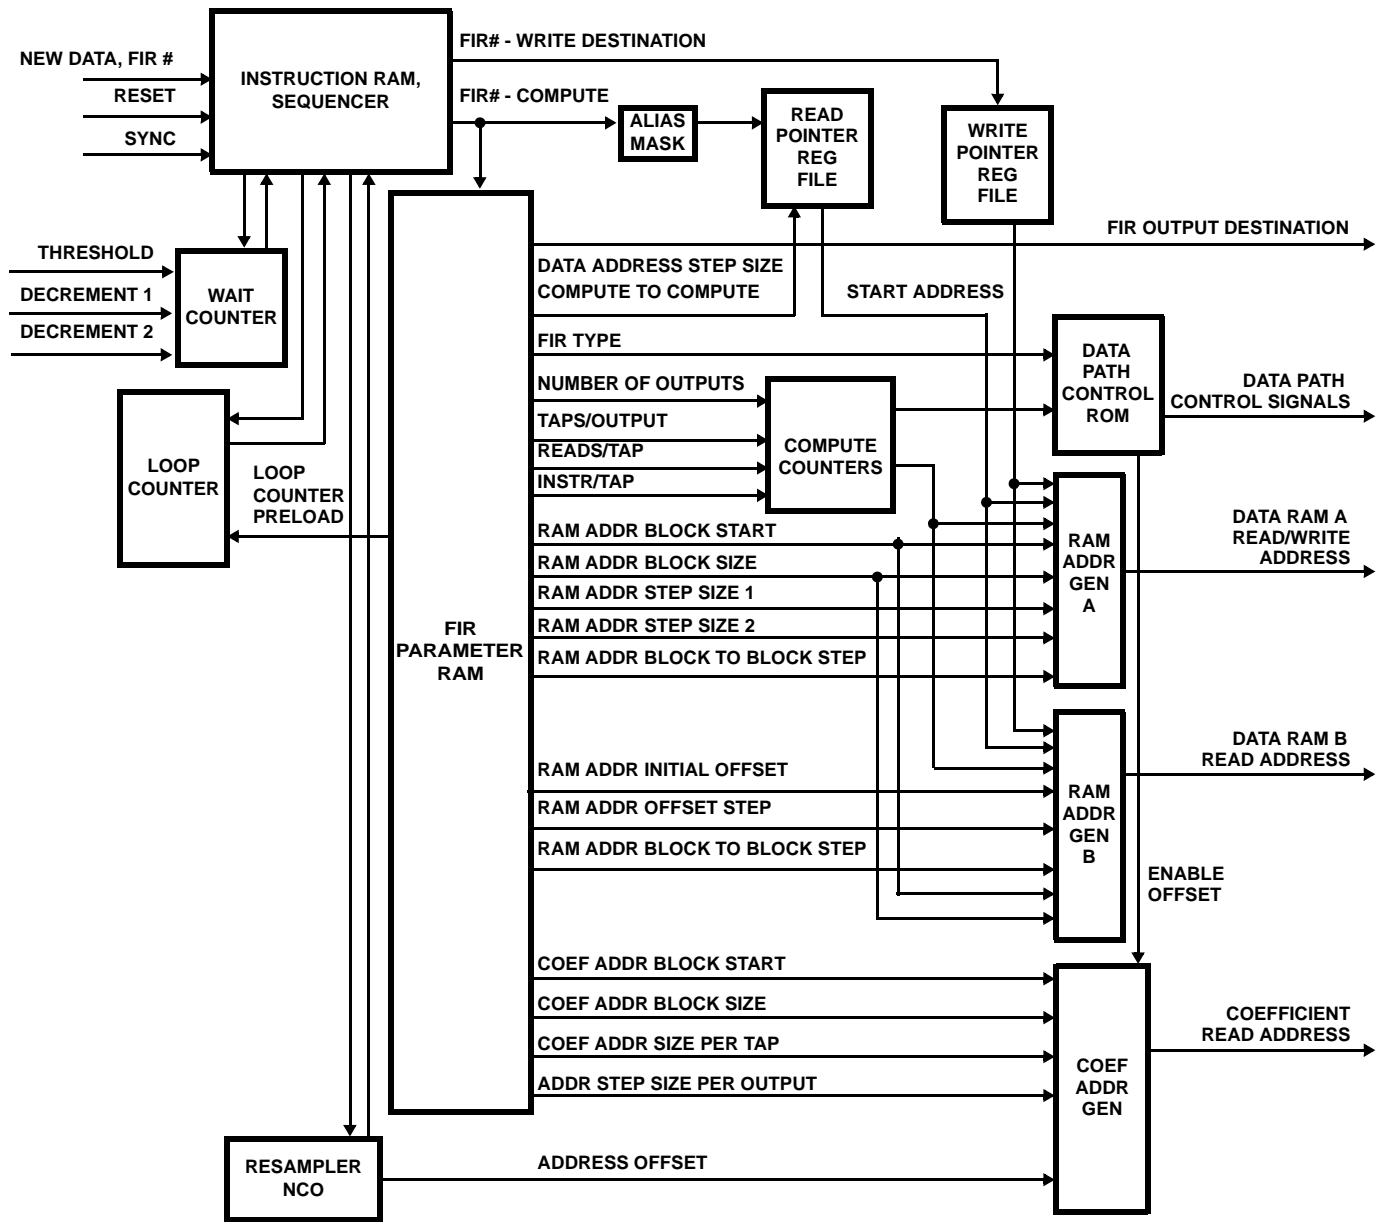 NEW DATA, FIR #
RESET
SYNC
INSTRUCTION RAM,
SEQUENCER
FIR# - WRITE DESTINATION
FIR# - COMPUTE
ALIAS
MASK
READ
POINTER
REG
FILE
WRITE
POINTER
REG
FILE
THRESHOLD
DECREMENT 1
DECREMENT 2
WAIT
COUNTER
LOOP
COUNTER
LOOP
COUNTER
PRELOAD
FIR
PARAMETER
RAM
FIR OUTPUT DESTINATION
DATA ADDRESS STEP SIZE
COMPUTE TO COMPUTE
START ADDRESS
FIR TYPE
NUMBER OF OUTPUTS
TAPS/OUTPUT
READS/TAP
INSTR/TAP
COMPUTE
COUNTERS
DATA
PATH
CONTROL
ROM
DATA PATH
CONTROL SIGNALS
RAM ADDR BLOCK START
RAM ADDR BLOCK SIZE
RAM ADDR STEP SIZE 1
RAM ADDR STEP SIZE 2
RAM ADDR BLOCK TO BLOCK STEP
RAM
ADDR
GEN
A
DATA RAM A
READ/WRITE
ADDRESS
RAM ADDR INITIAL OFFSET
RAM ADDR OFFSET STEP
RAM ADDR BLOCK TO BLOCK STEP
RAM
ADDR
GEN
B
DATA RAM B
READ ADDRESS
ENABLE
OFFSET
COEF ADDR BLOCK START
COEF ADDR BLOCK SIZE
COEF ADDR SIZE PER TAP
ADDR STEP SIZE PER OUTPUT
COEF
ADDR
GEN
COEFFICIENT
READ ADDRESS
RESAMPLER
NCO
ADDRESS OFFSET